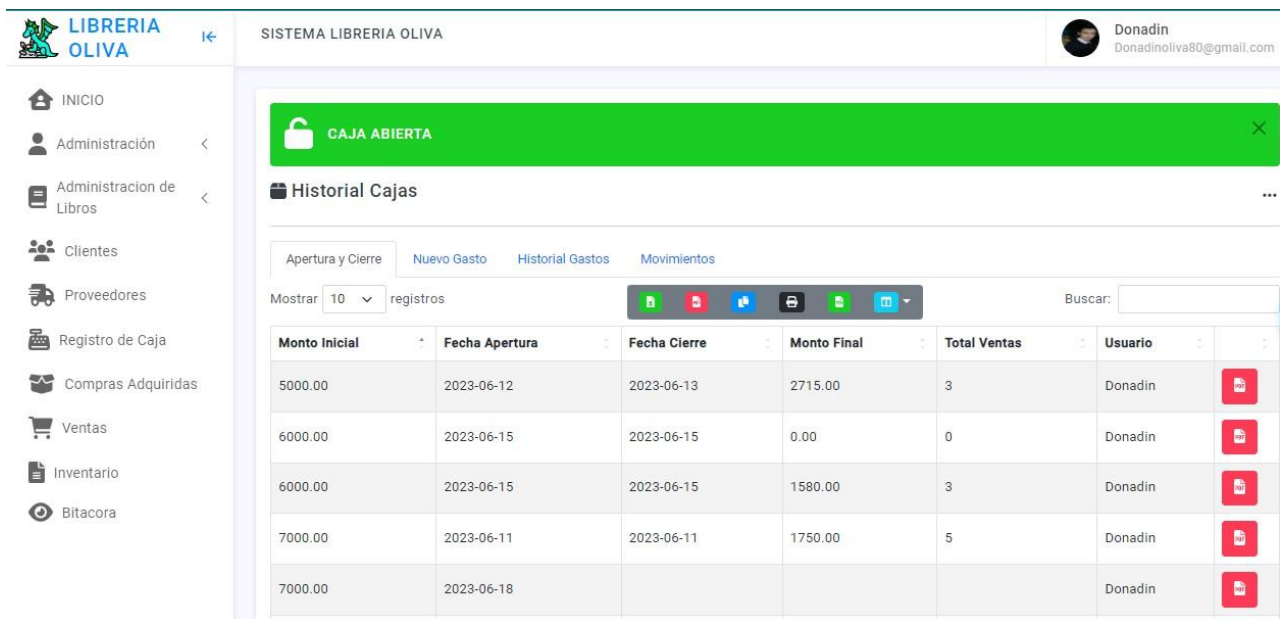 LIBRERIA
OLIVA
SISTEMA LIBRERIA OLIVA
Donadin
Donadinoliva80@gmail.com
INICIO
Administración
Administracion de
Libros
Clientes
Proveedores
Registro de Caja
Compras Adquiridas
Ventas
Inventario
Bitacora
CAJA ABIERTA
Historial Cajas
Apertura y Cierre Nuevo Gasto Historial Gastos Movimientos
Mostrar 10 registros Buscar:
Monto Inicial Fecha Apertura Fecha Cierre Monto Final Total Ventas Usuario
5000.00 2023-06-12 2023-06-13 2715.00 3 Donadin
6000.00 2023-06-15 2023-06-15 0.00 0 Donadin
6000.00 2023-06-15 2023-06-15 1580.00 3 Donadin
7000.00 2023-06-11 2023-06-11 1750.00 5 Donadin
7000.00 2023-06-18 Donadin